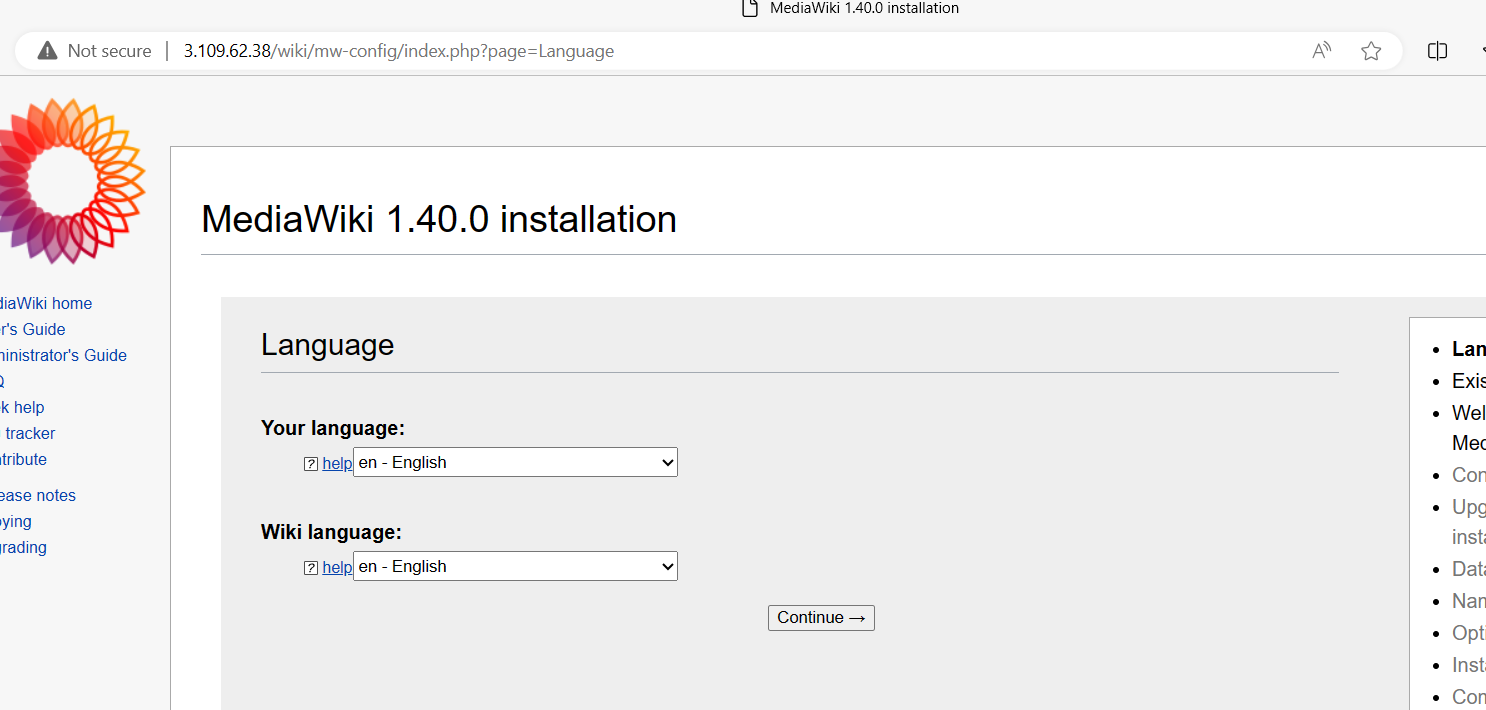 MediaWiki 1.40.0 installation
Not secure 3.109.62.38/wiki/mw-config/index.php?page=Language
MediaWiki 1.40.0 installation
diaWiki home
r's Guide
ministrator's Guide
Q
k help
tracker
tribute
ease notes
ying
rading
Language
Your language:
? help en - English
Wiki language:
? help en - English
Continue →
Lan
Exis
Wel
Med
Con
Upg
insta
Data
Nam
Opti
Insta
Com